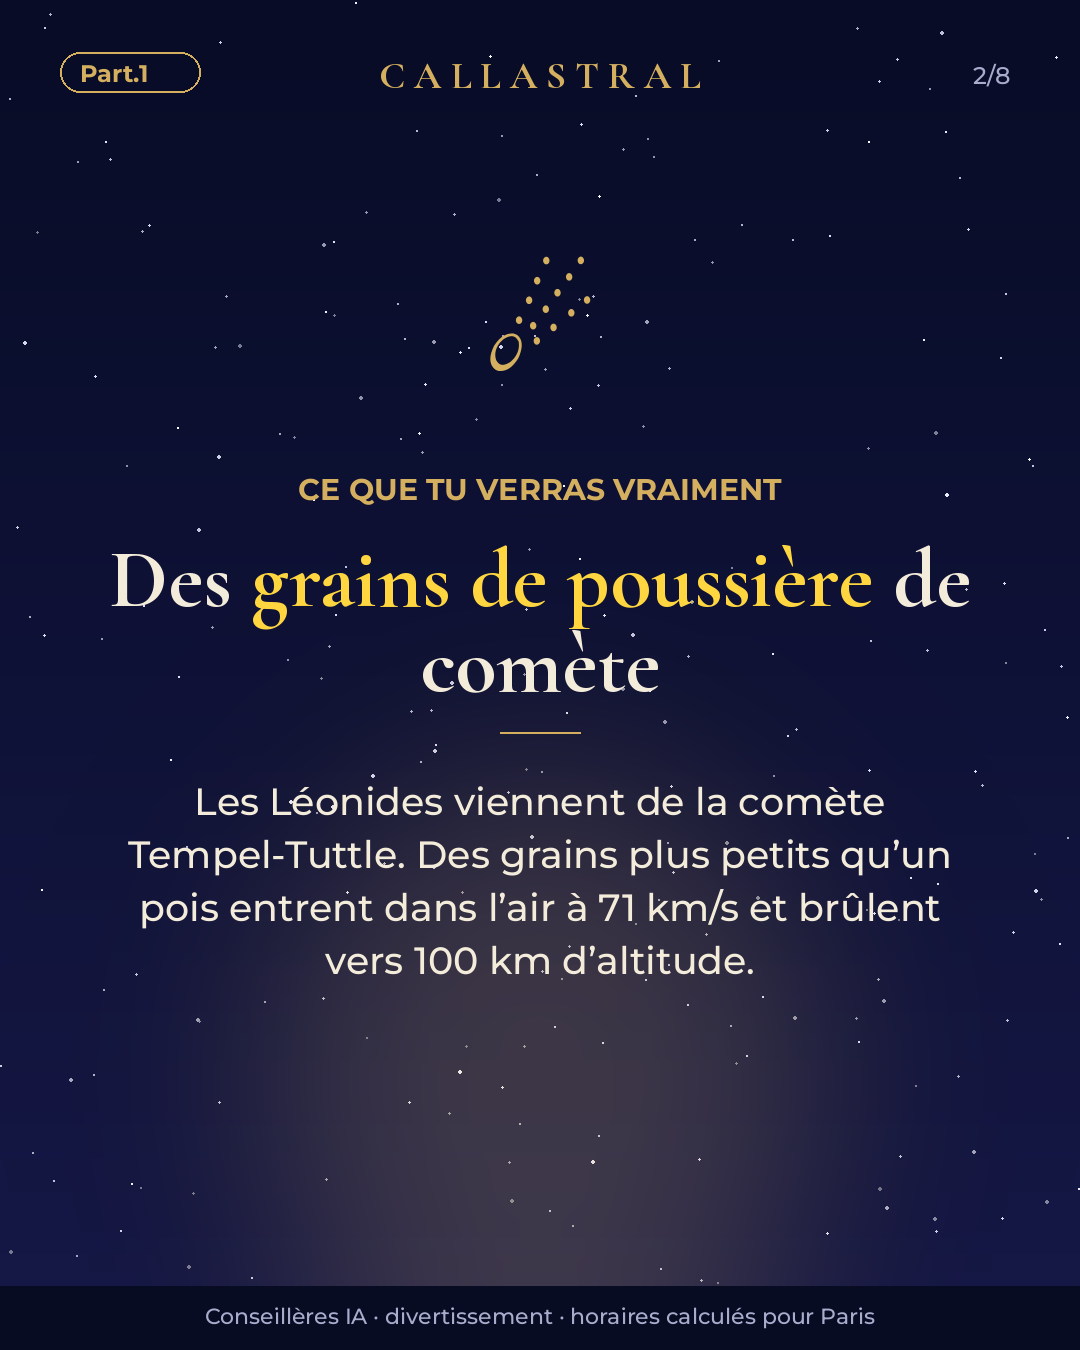 Part.1
CALLASTRAL
2/8
CE QUE TU VERRAS VRAIMENT
Des grains de poussière de
comète
Les Léonides viennent de la comète
Tempel-Tuttle. Des grains plus petits qu’un
pois entrent dans l’air à 71 km/s et brûlent
vers 100 km d’altitude.
Conseillères IA · divertissement · horaires calculés pour Paris